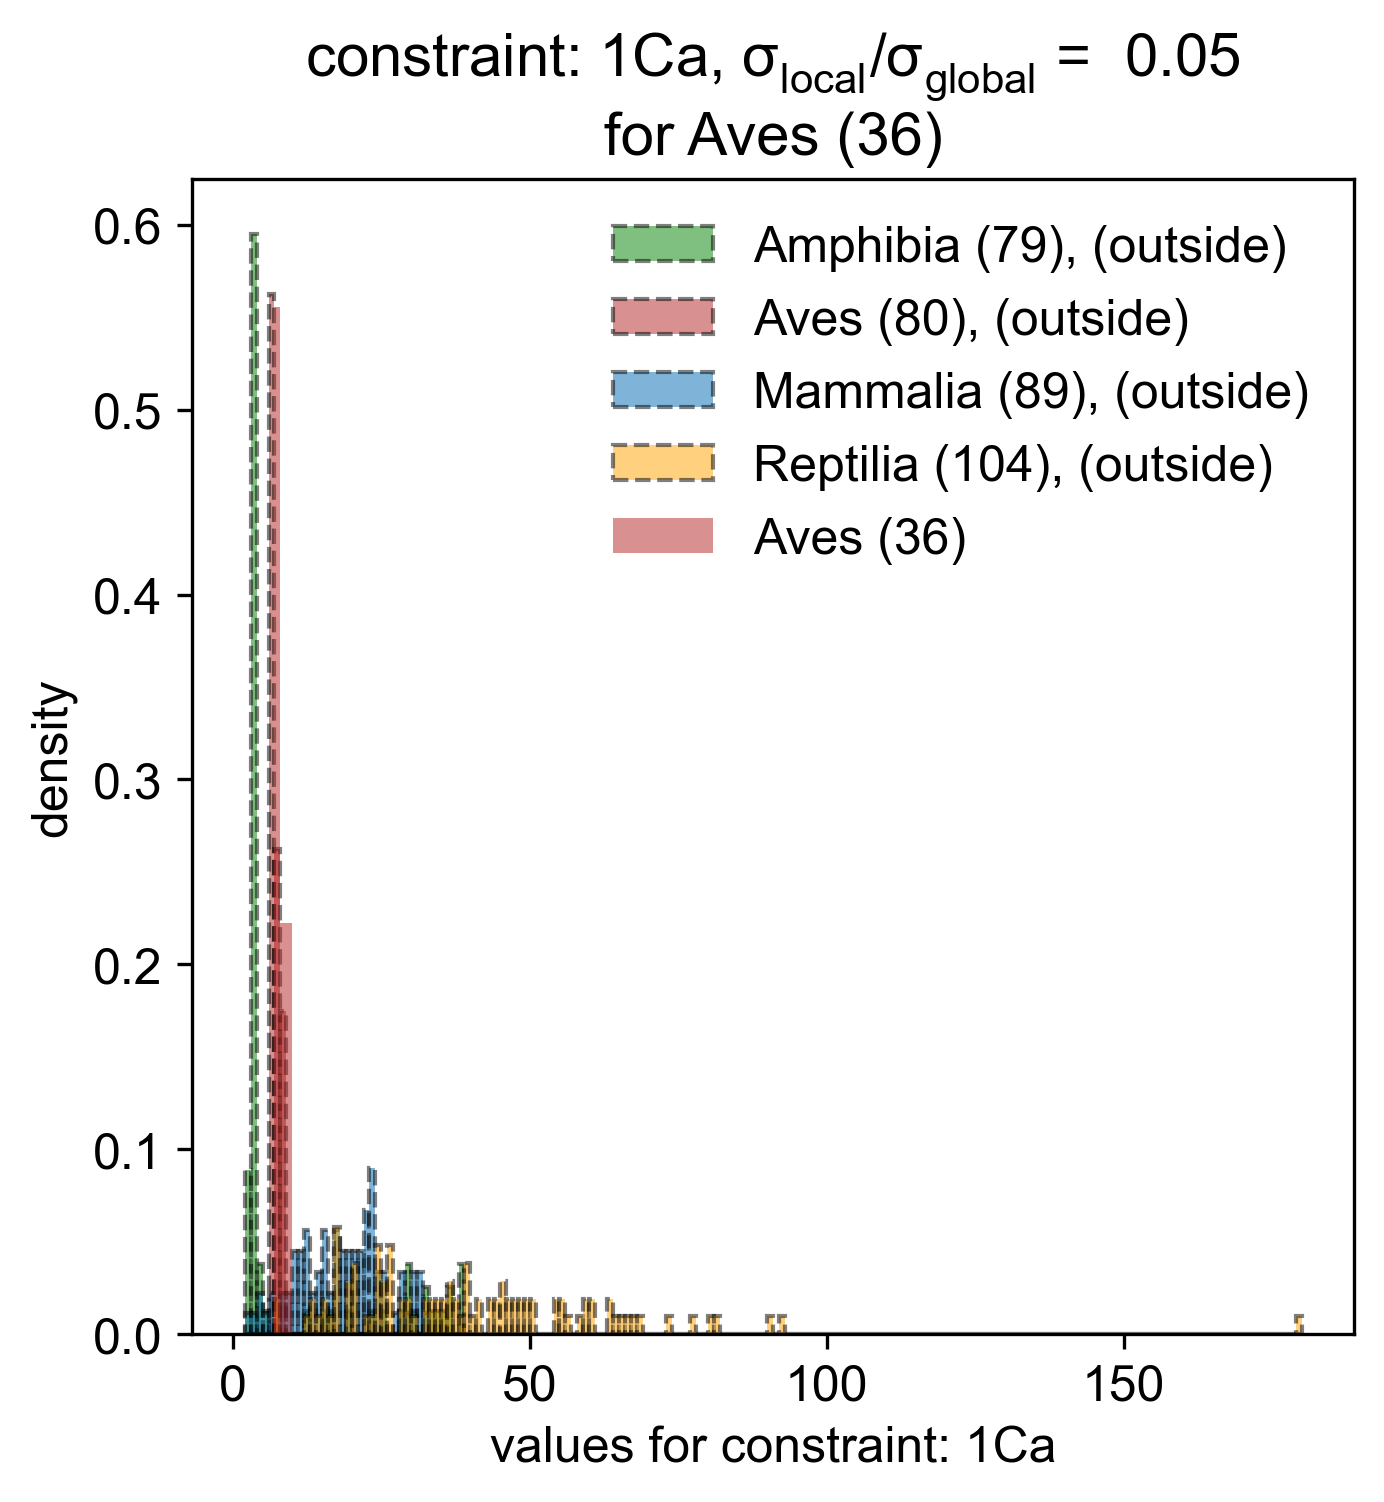 constraint: 1Ca, σlocal/σglobal = 0.05
for Aves (36)
0.6
0.5
0.4
0.3
0.2
0.1
0.0
density
Amphibia (79), (outside)
Aves (80), (outside)
Mammalia (89), (outside)
Reptilia (104), (outside)
Aves (36)
0 50 100 150
values for constraint: 1Ca